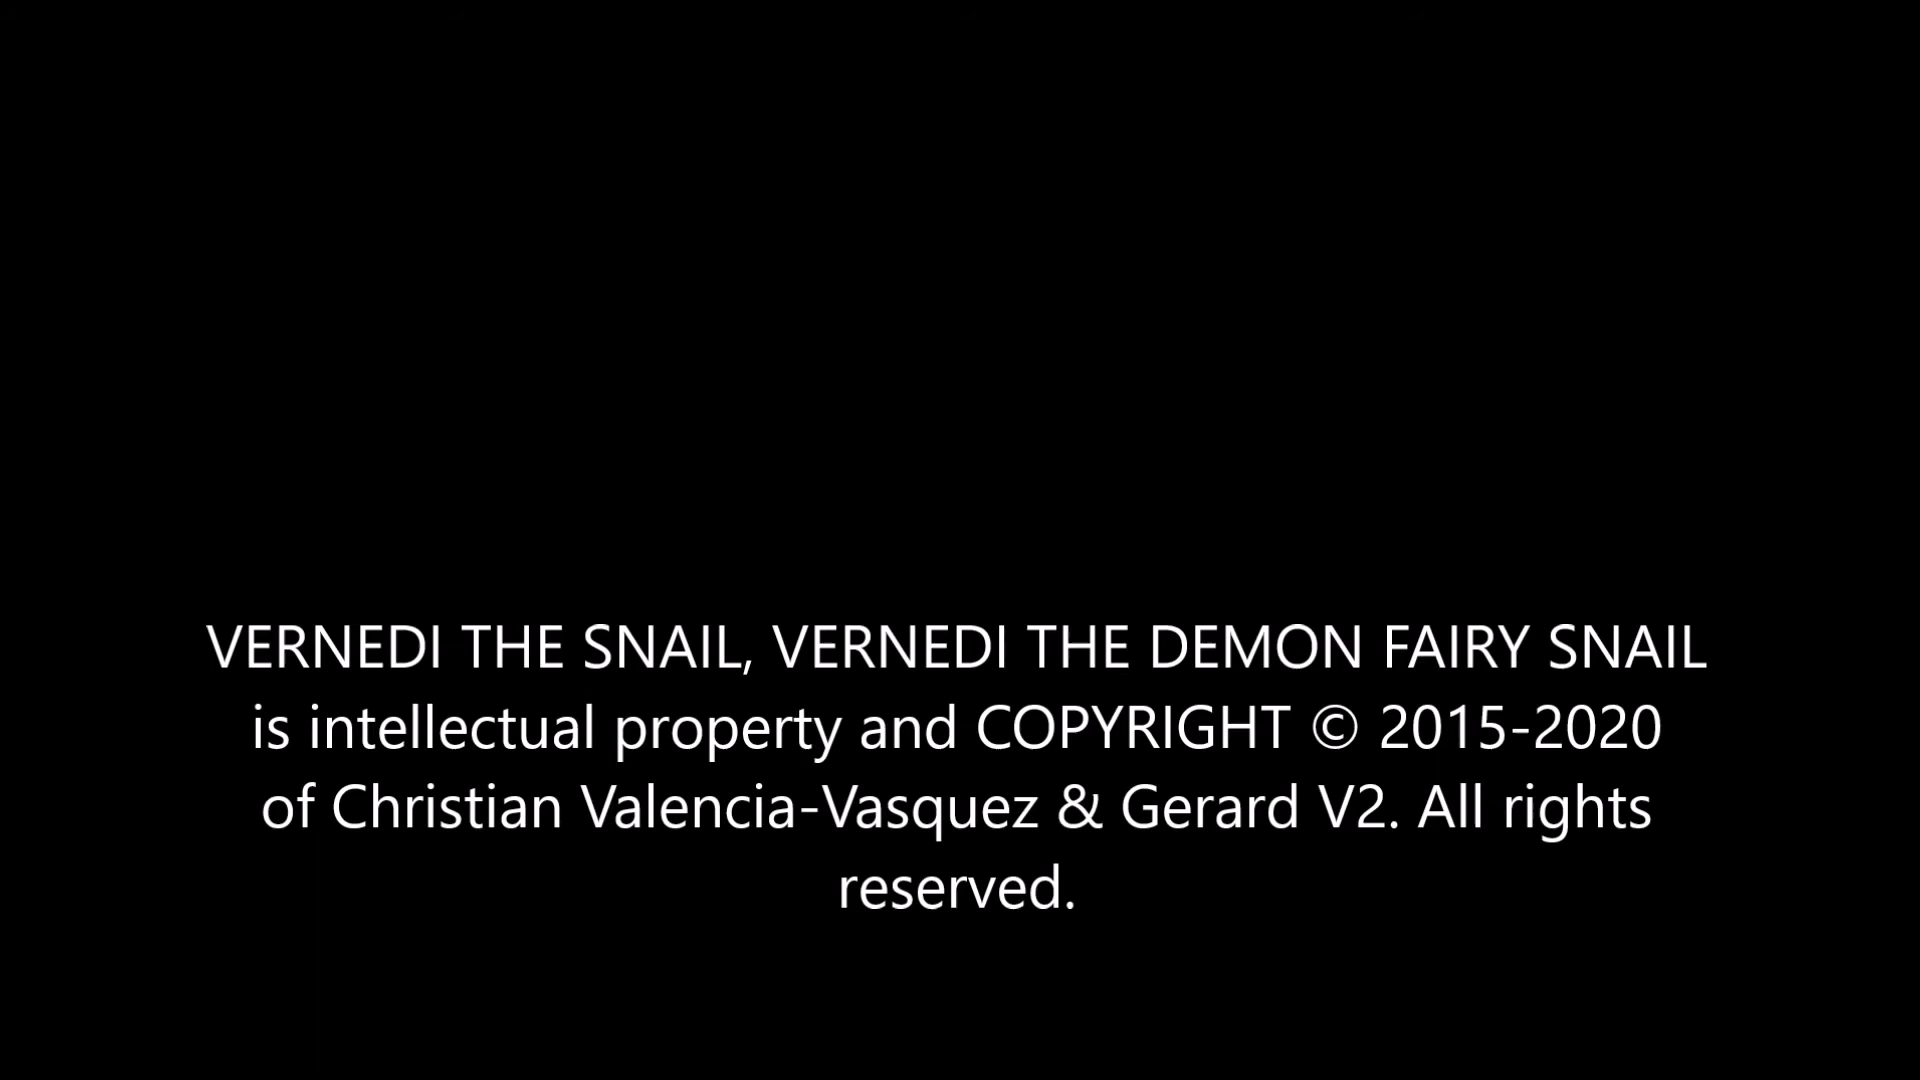 VERNEDI THE SNAIL, VERNEDI THE DEMON FAIRY SNAIL
is intellectual property and COPYRIGHT © 2015-2020
of Christian Valencia-Vasquez & Gerard V2. All rights
reserved.